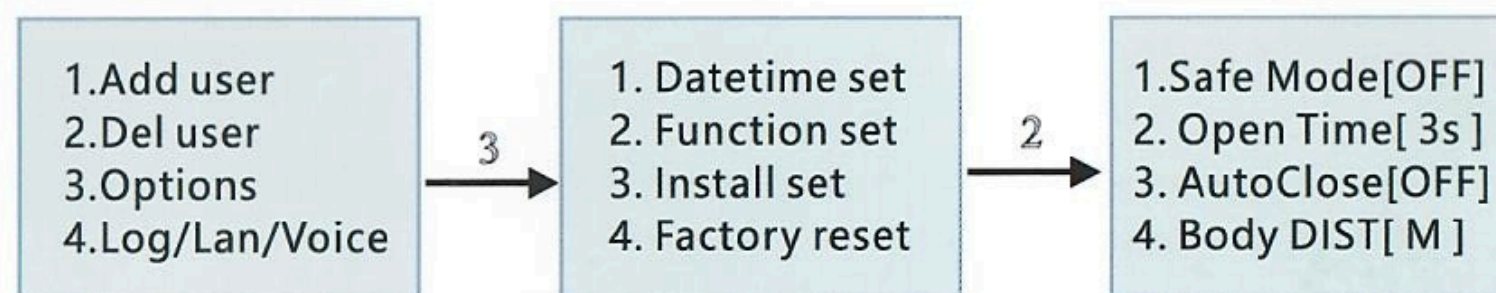 1.Add user
2.Del user
3.Options
4.Log/Lan/Voice
3
1. Datetime set
2. Function set
3. Install set
4. Factory reset
2
1.Safe Mode[OFF]
2. Open Time[ 3s ]
3. AutoClose[OFF]
4. Body DIST[ M ]